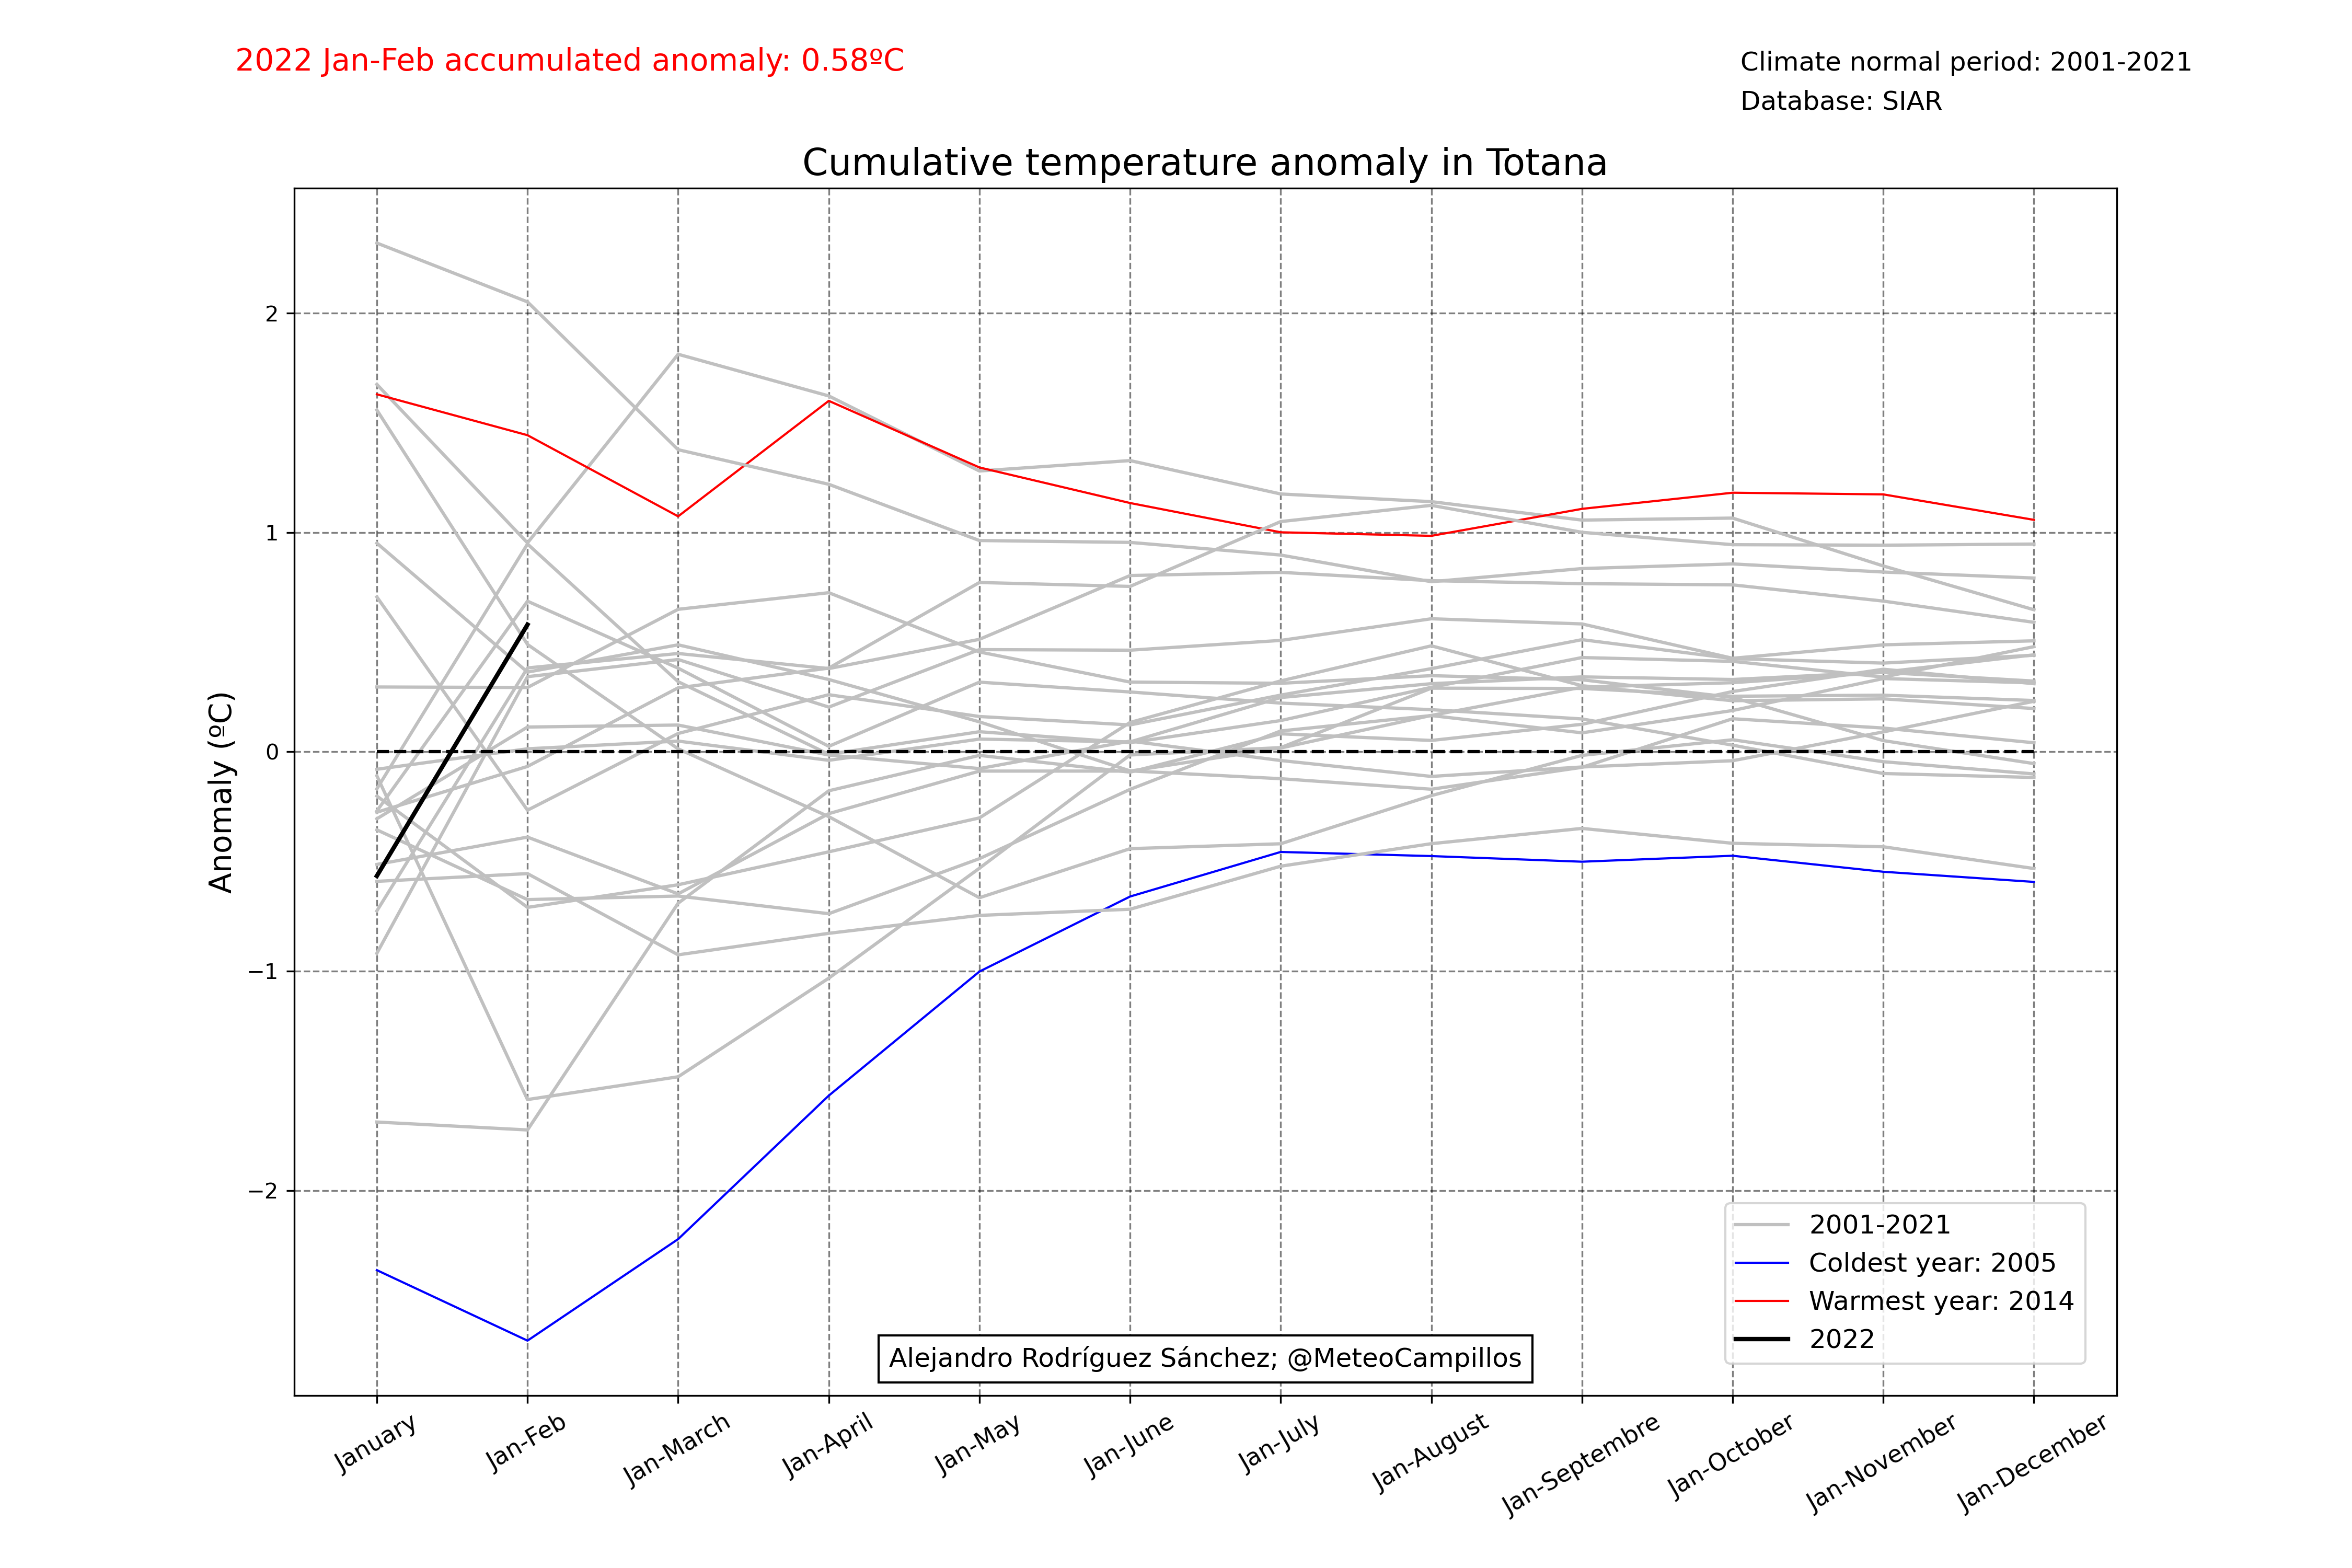 2022 Jan-Feb accumulated anomaly: 0.58ºC
Climate normal period: 2001-2021
Database: SIAR
Cumulative temperature anomaly in Totana
Anomaly (ºC)
2
1
0
−1
−2
2001-2021
Coldest year: 2005
Warmest year: 2014
2022
Alejandro Rodríguez Sánchez; @MeteoCampillos
January
Jan-Feb
Jan-March
Jan-April
Jan-May
Jan-June
Jan-July
Jan-August
Jan-Septembre
Jan-October
Jan-November
Jan-December